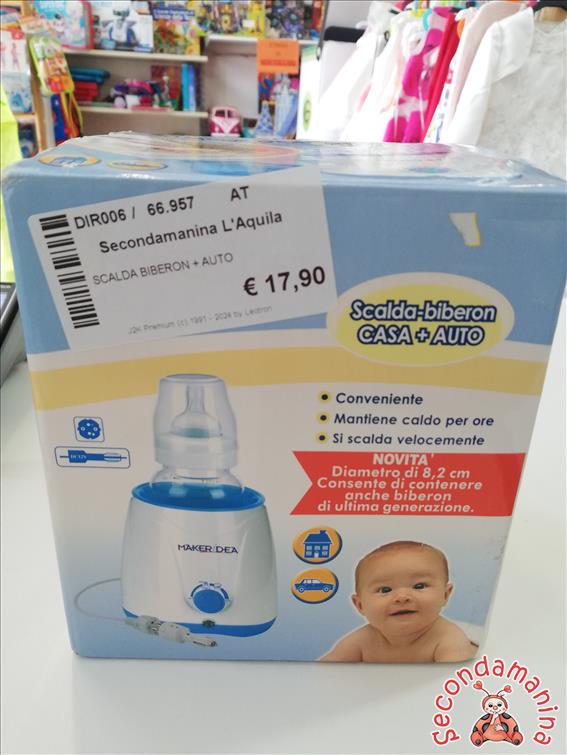 DIR006 / 66.957 AT
Secondamanina L'Aquila
SCALDA BIBERON + AUTO
€ 17,90
J2K Premium (c) 1991 - 2024 by Leotron
Scalda-biberon
CASA + AUTO
Conveniente
Mantiene caldo per ore
Si scalda velocemente
NOVITA'
Diametro di 8,2 cm
Consente di contenere
anche biberon
di ultima generazione.
DC12V
MAKER IDEA
Secondamanina